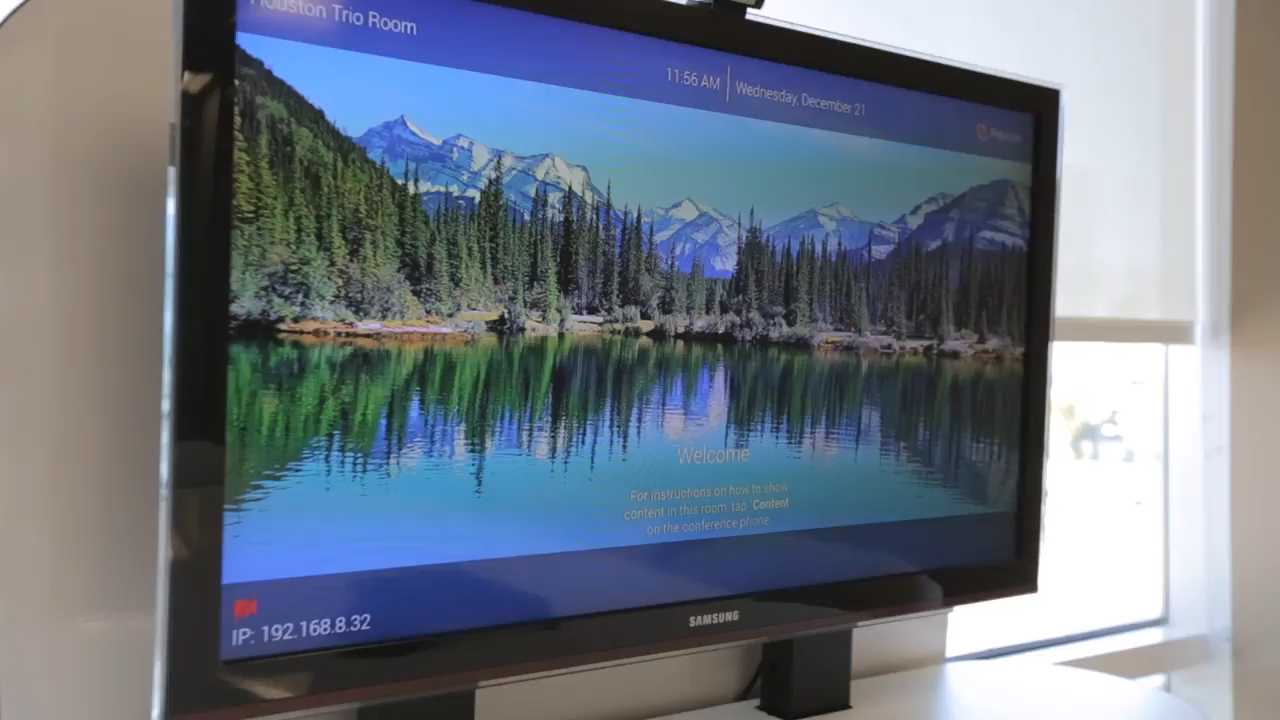 Houston Trio Room
11:56 AM
Wednesday, December 21
Polycom
Welcome
For instructions on how to show
content in this room, tap Content
on the conference phone
IP: 192.168.8.32
SAMSUNG